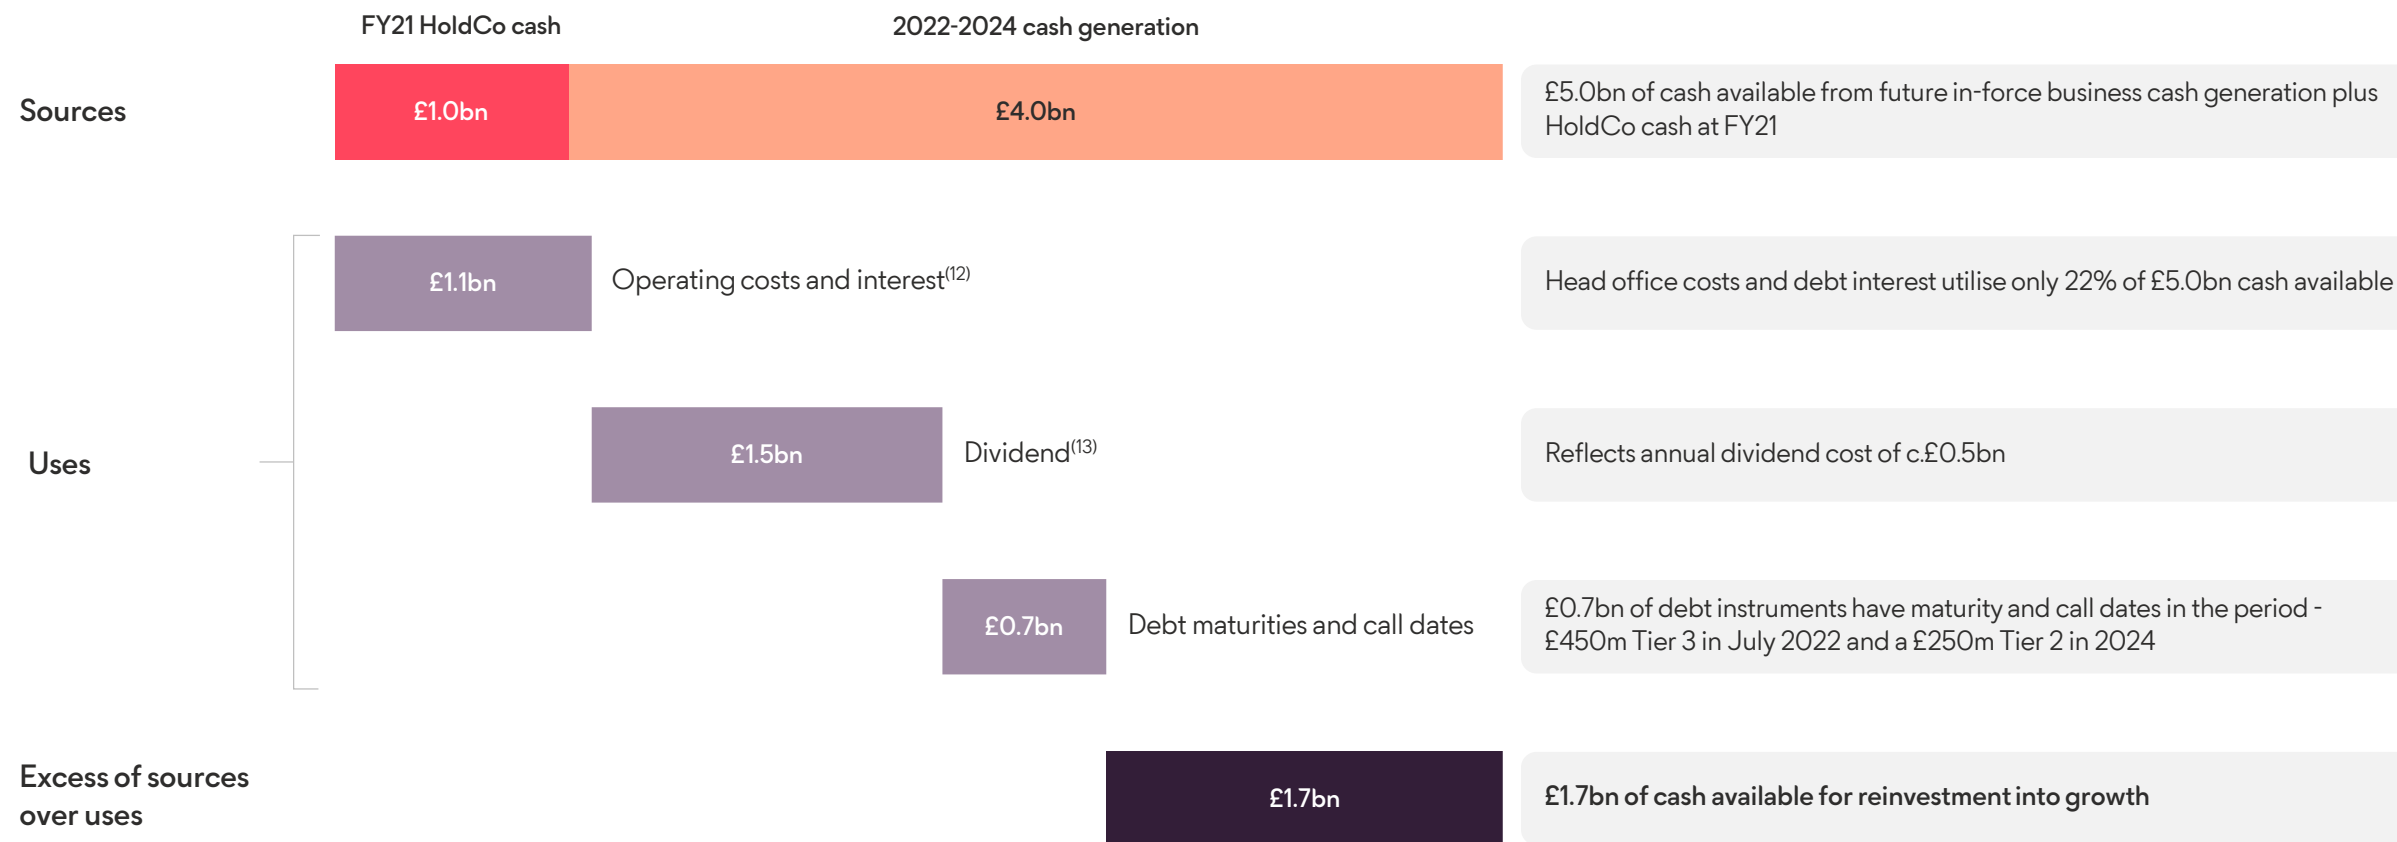 FY21 HoldCo cash
2022-2024 cash generation
Sources
£1.0bn
£4.0bn
£5.0bn of cash available from future in-force business cash generation plus
HoldCo cash at FY21
£1.1bn
Operating costs and interest(12)
Head office costs and debt interest utilise only 22% of £5.0bn cash available
Uses
£1.5bn
Dividend(13)
Reflects annual dividend cost of c.£0.5bn
£0.7bn
Debt maturities and call dates
£0.7bn of debt instruments have maturity and call dates in the period -
£450m Tier 3 in July 2022 and a £250m Tier 2 in 2024
Excess of sources
over uses
£1.7bn
£1.7bn of cash available for reinvestment into growth